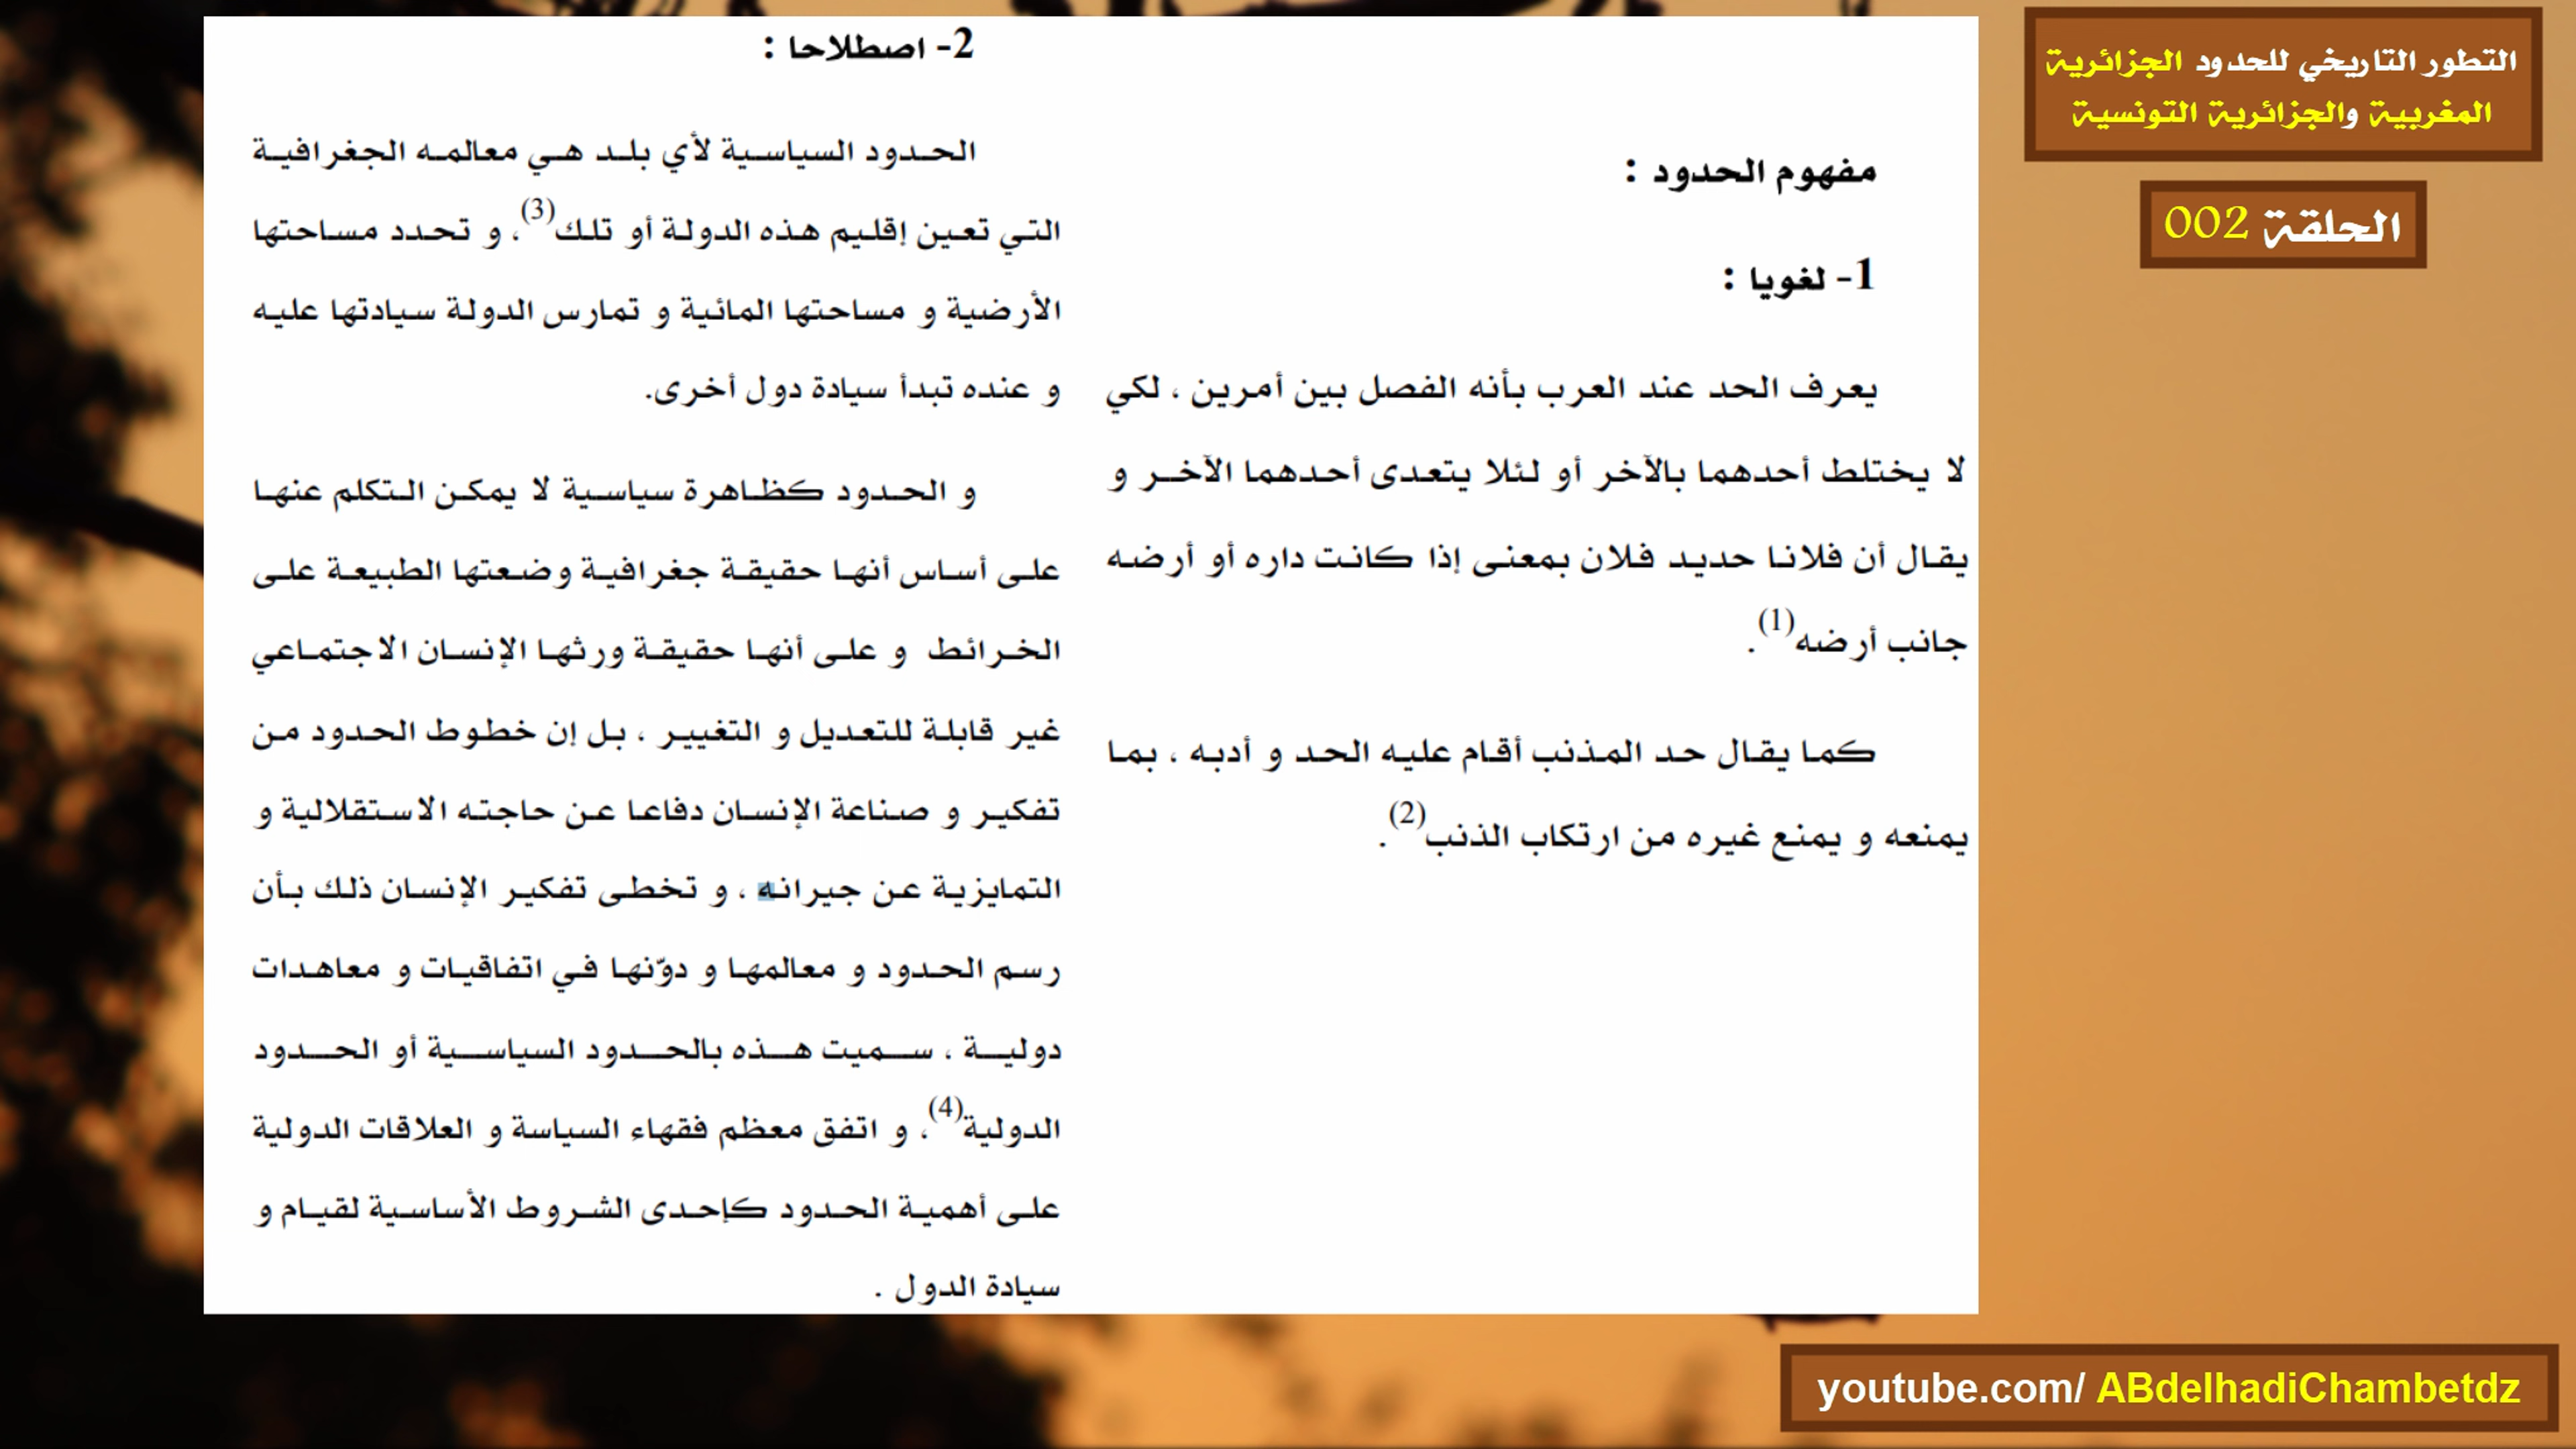 التطور التاريخي للحدود الجزائرية
المغربية والجزائرية التونسية
الحلقة 002
مفهوم الحدود :
1- لغويا :
يعرف الحد عند العرب بأنه الفصل بين أمرين ، لكي
لا يختلط أحدهما بالآخر أو لئلا يتعدى أحدهما الآخر و
يقال أن فلانا حديد فلان بمعنى إذا كانت داره أو أرضه
جانب أرضه(1).
كما يقال حد المذنب أقام عليه الحد و أدبه ، بما
يمنعه و يمنع غيره من ارتكاب الذنب(2).
2- اصطلاحا :
الحدود السياسية لأي بلد هي معالمه الجغرافية
التي تعين إقليم هذه الدولة أو تلك(3)، و تحدد مساحتها
الأرضية و مساحتها المائية و تمارس الدولة سيادتها عليه
و عنده تبدأ سيادة دول أخرى.
و الحدود كظاهرة سياسية لا يمكن التكلم عنها
على أساس أنها حقيقة جغرافية وضعتها الطبيعة على
الخرائط و على أنها حقيقة ورثها الإنسان الاجتماعي
غير قابلة للتعديل و التغيير ، بل إن خطوط الحدود من
تفكير و صناعة الإنسان دفاعا عن حاجته الاستقلالية و
التمايزية عن جيرانه ، و تخطى تفكير الإنسان ذلك بأن
رسم الحدود و معالمها و دوّنها في اتفاقيات و معاهدات
دولية ، سميت هذه بالحدود السياسية أو الحدود
الدولية(4)، و اتفق معظم فقهاء السياسة و العلاقات الدولية
على أهمية الحدود كإحدى الشروط الأساسية لقيام و
سيادة الدول .
youtube.com/ ABdelhadiChambetdz